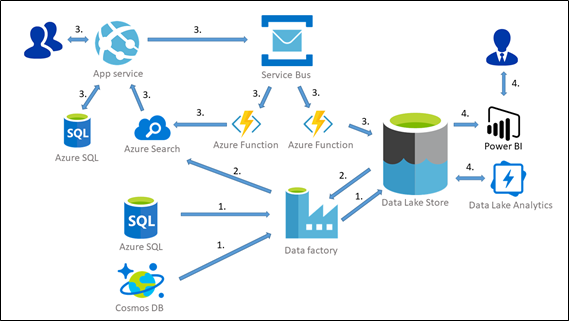 3.
3.
App service
Service Bus
3.
3.
3.
3.
4.
SQL
Azure SQL
3.
Azure Search
Azure Function
Azure Function
3.
4.
Power BI
2.
2.
4.
Data Lake Store
Data Lake Analytics
SQL
Azure SQL
1.
1.
Data factory
1.
Cosmos DB